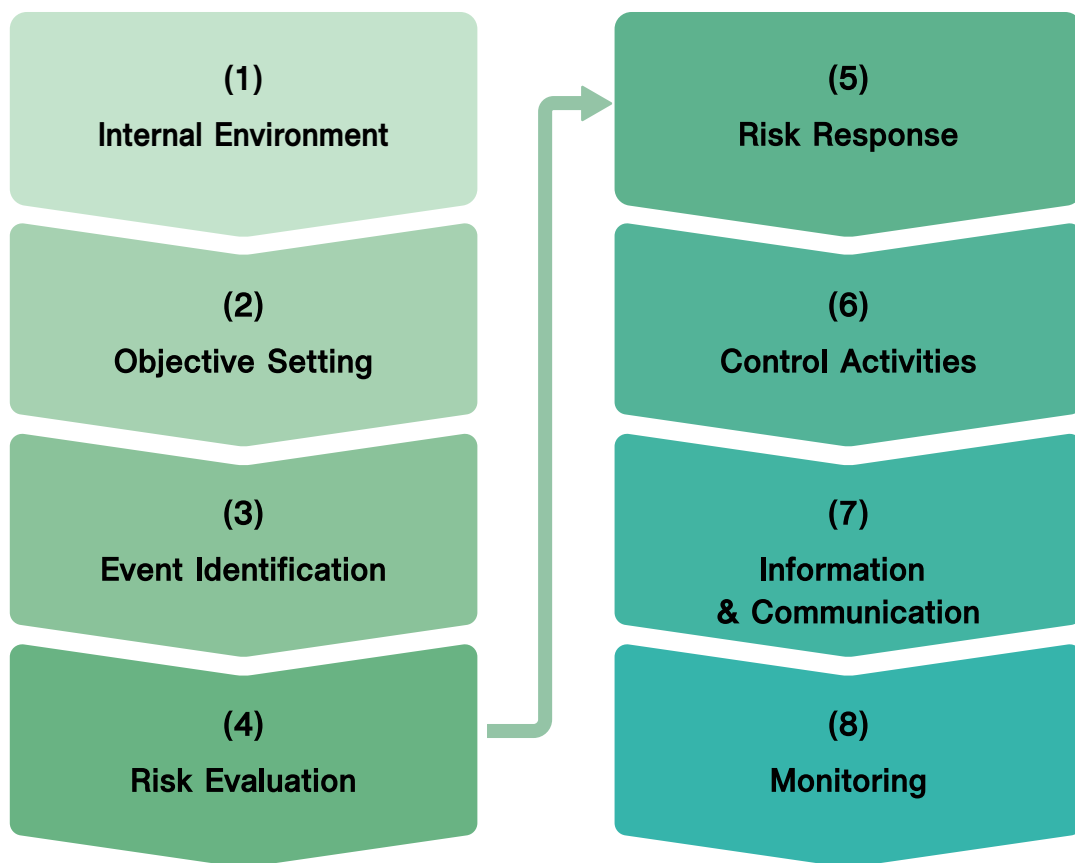 (1)
Internal Environment
(2)
Objective Setting
(3)
Event Identification
(4)
Risk Evaluation
(5)
Risk Response
(6)
Control Activities
(7)
Information
& Communication
(8)
Monitoring